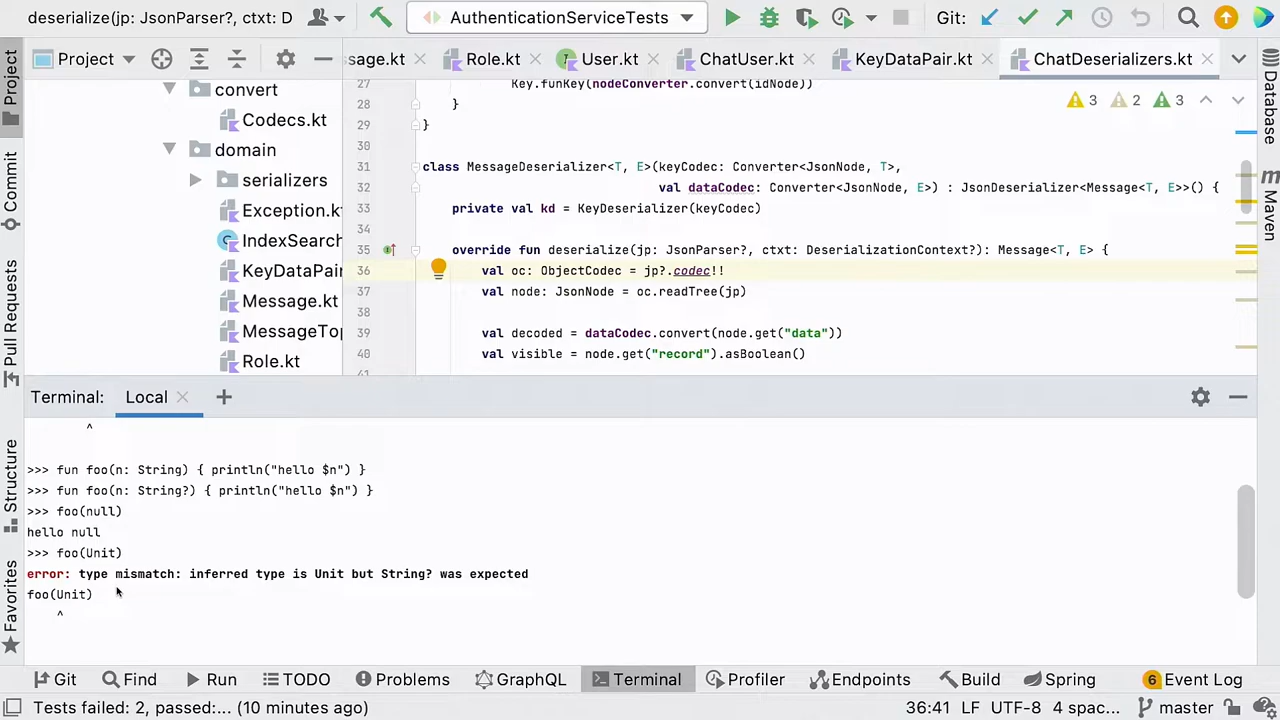 deserialize(jp: JsonParser?, ctxt: D
AuthenticationServiceTests
Git:
Project
Project
sage.kt
Role.kt
User.kt
ChatUser.kt
KeyDataPair.kt
ChatDeserializers.kt
convert
Codecs.kt
domain
serializers
Exception.kt
IndexSearch
KeyDataPair
Message.kt
MessageTop
Role.kt
Commit
Pull Requests
Structure
Favorites
Database
Maven
3 2 3
27 Key.funKey(nodeConverter.convert(idNode))
28 }
29 }
30
31 class MessageDeserializer<T, E>(keyCodec: Converter<JsonNode, T>,
32 val dataCodec: Converter<JsonNode, E>) : JsonDeserializer<Message<T, E>>() {
33 private val kd = KeyDeserializer(keyCodec)
34
35 override fun deserialize(jp: JsonParser?, ctxt: DeserializationContext?): Message<T, E> {
36 val oc: ObjectCodec = jp?.codec!!
37 val node: JsonNode = oc.readTree(jp)
38
39 val decoded = dataCodec.convert(node.get("data"))
40 val visible = node.get("record").asBoolean()
41
Terminal: Local
^
>>> fun foo(n: String) { println("hello $n") }
>>> fun foo(n: String?) { println("hello $n") }
>>> foo(null)
hello null
>>> foo(Unit)
error: type mismatch: inferred type is Unit but String? was expected
foo(Unit)
^
Git Find Run TODO Problems GraphQL Terminal Profiler Endpoints Build Spring 6 Event Log
Tests failed: 2, passed:... (10 minutes ago) 36:41 LF UTF-8 4 spac... master